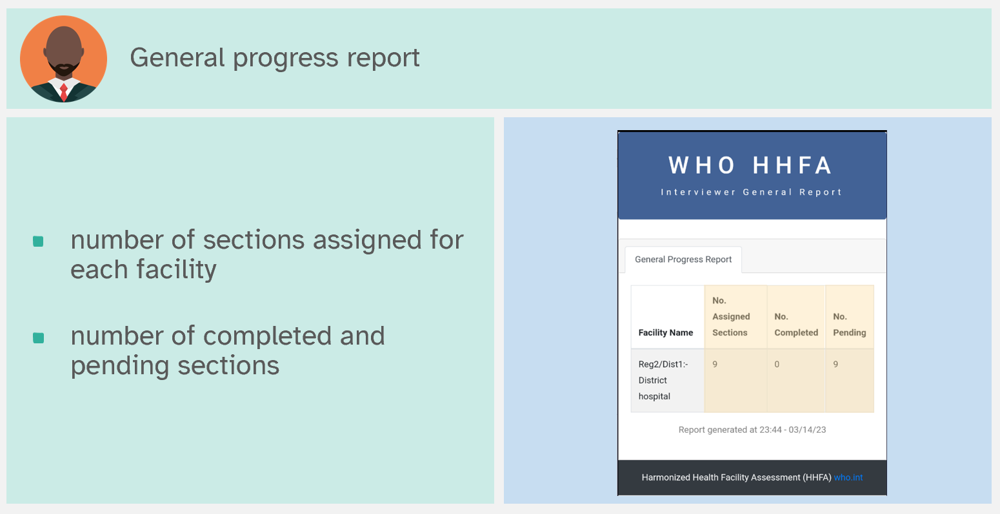 General progress report
number of sections assigned for
each facility
number of completed and
pending sections
WHO HHFA
Interviewer General Report
General Progress Report
Facility Name
No.
Assigned
Sections
No.
Completed
No.
Pending
Reg2/Dist1:-
District
hospital
9
0
9
Report generated at 23:44 - 03/14/23
Harmonized Health Facility Assessment (HHFA) who.int